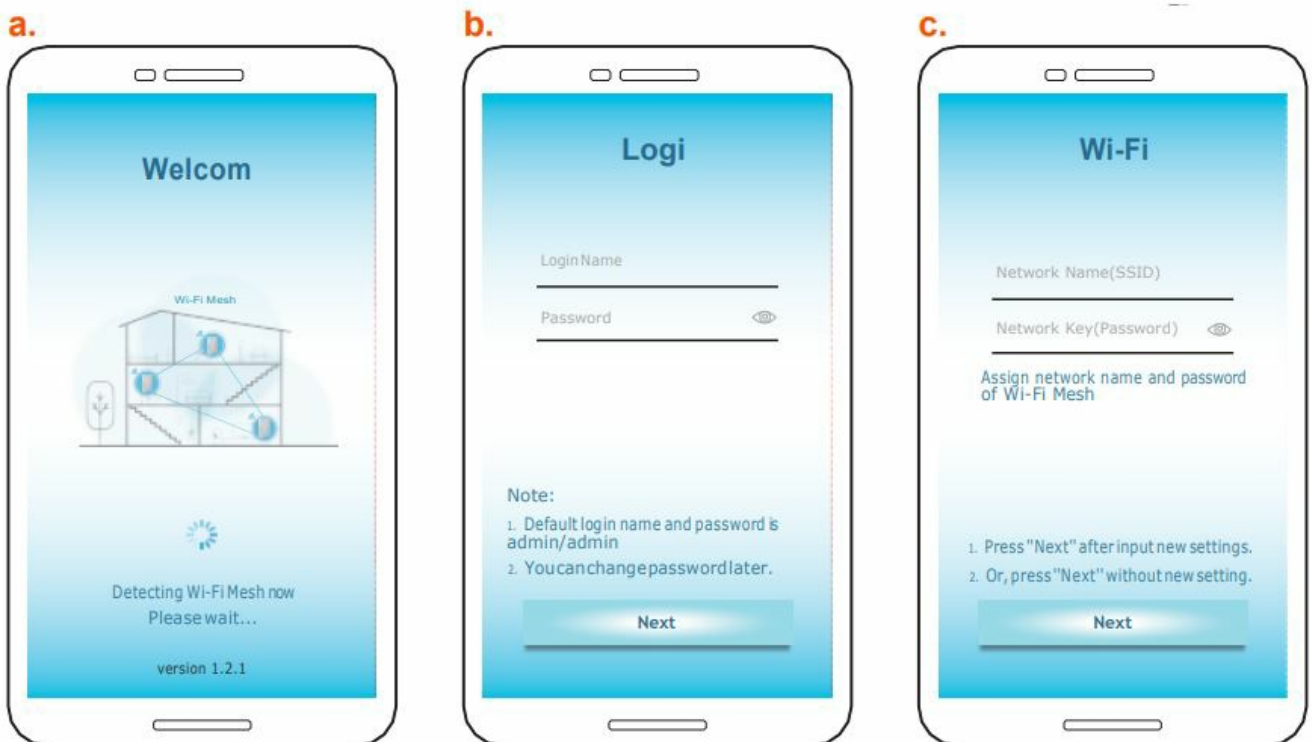 a.
Welcom
Wi-Fi Mesh
Detecting Wi-Fi Mesh now
Please wait...
version 1.2.1
b.
Logi
Login Name
Password
Note:
1. Default login name and password is
admin/admin
2. You can change password later.
Next
c.
Wi-Fi
Network Name(SSID)
Network Key(Password)
Assign network name and password
of Wi-Fi Mesh
1. Press "Next" after input new settings.
2. Or, press "Next" without new setting.
Next